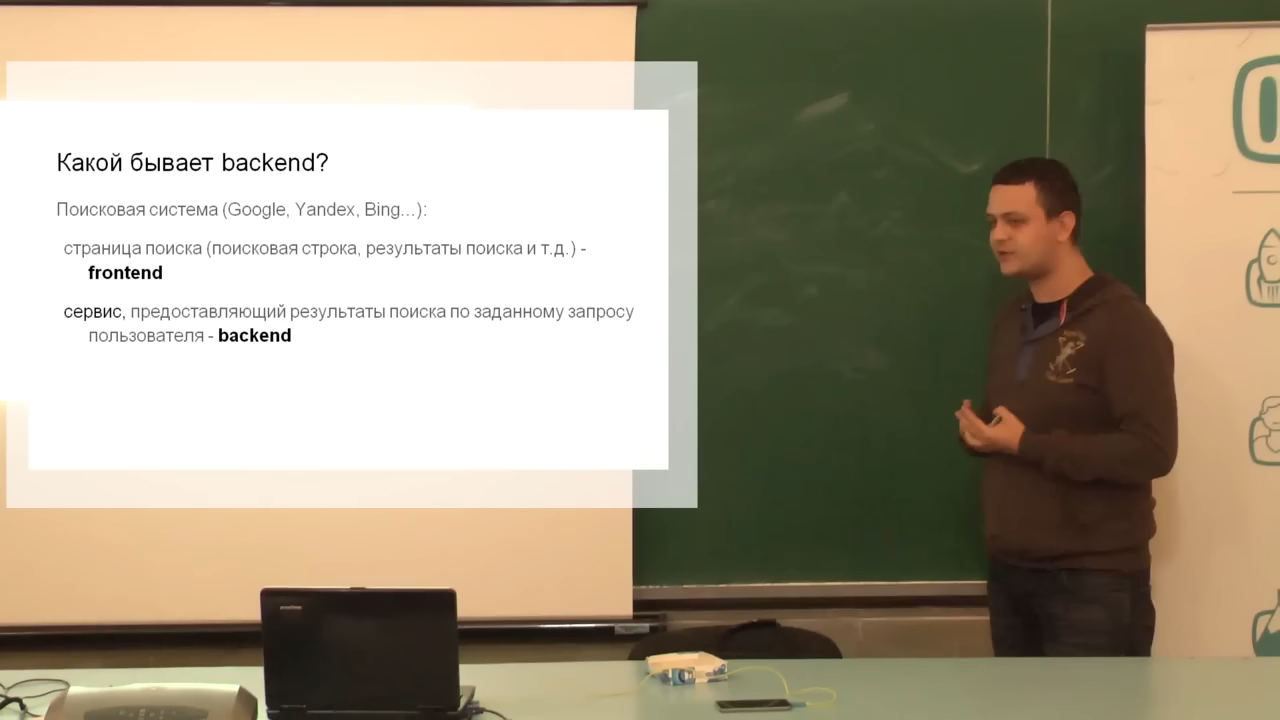 Какой бывает backend?
Поисковая система (Google, Yandex, Bing...):
страница поиска (поисковая строка, результаты поиска и т.д.) -
frontend
сервис, предоставляющий результаты поиска по заданному запросу
пользователя - backend